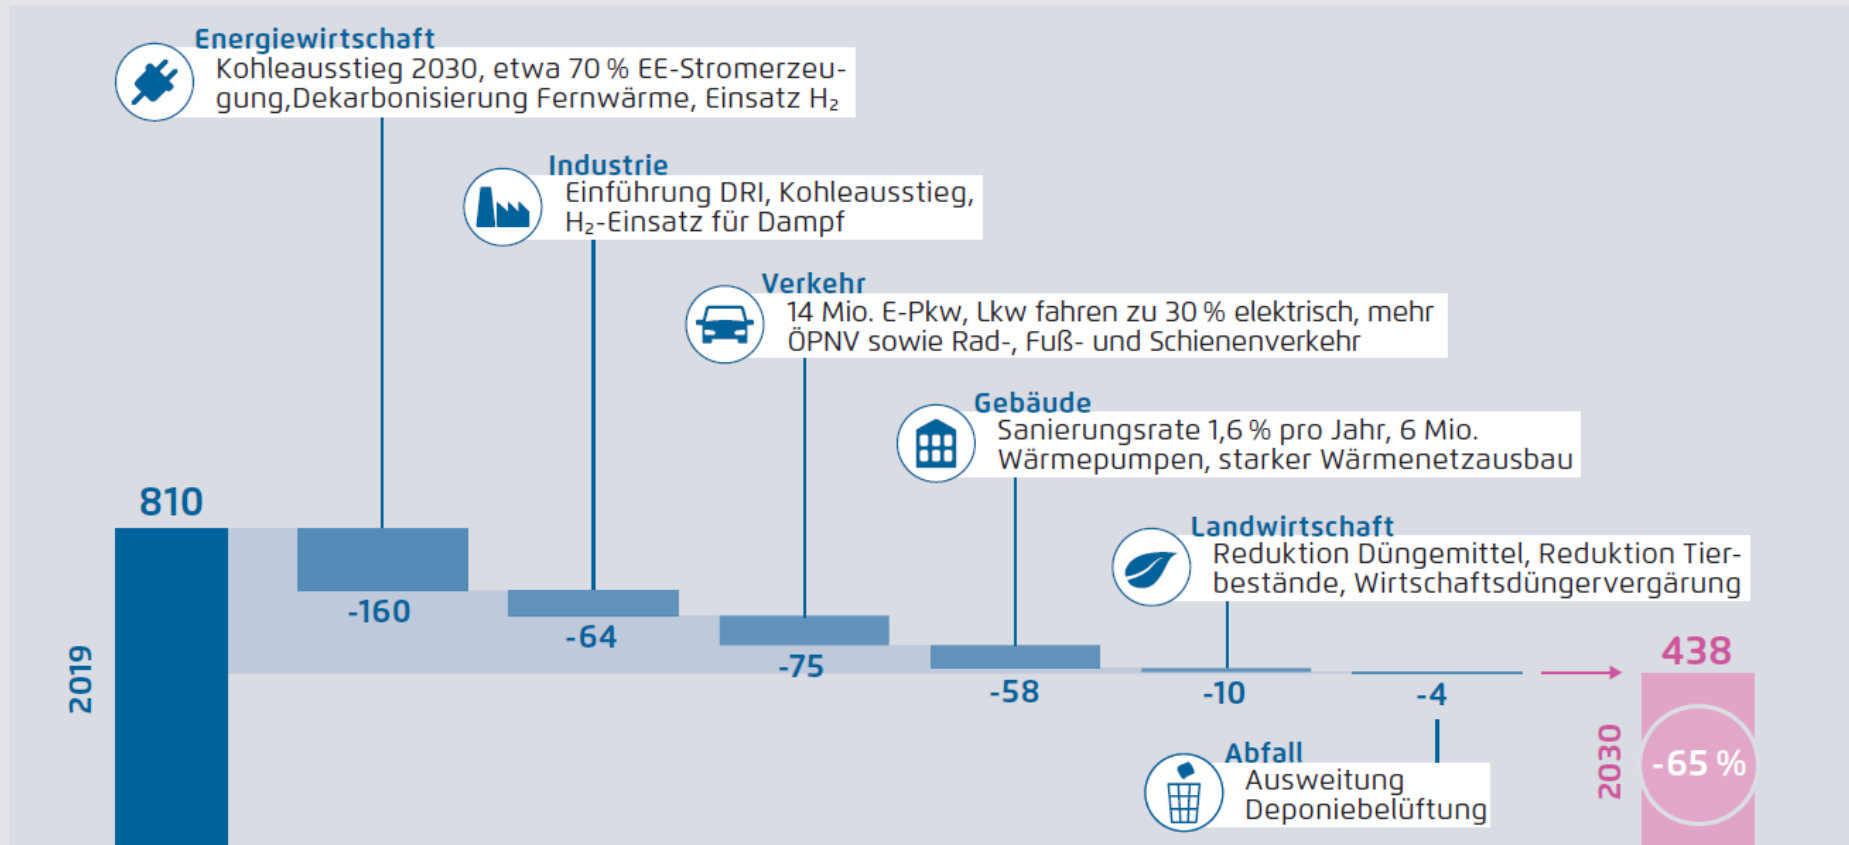 Energiewirtschaft
Kohleausstieg 2030, etwa 70 % EE-Stromerzeu-
gung,Dekarbonisierung Fernwärme, Einsatz H₂
Industrie
Einführung DRI, Kohleausstieg,
H₂-Einsatz für Dampf
Verkehr
14 Mio. E-Pkw, Lkw fahren zu 30 % elektrisch, mehr
ÖPNV sowie Rad-, Fuß- und Schienenverkehr
Gebäude
Sanierungsrate 1,6 % pro Jahr, 6 Mio.
Wärmepumpen, starker Wärmenetzausbau
Landwirtschaft
Reduktion Düngemittel, Reduktion Tier-
bestände, Wirtschaftsdüngervergärung
810
2019
-160
-64
-75
-58
-10
-4
Abfall
Ausweitung
Deponiebelüftung
438
2030
-65 %